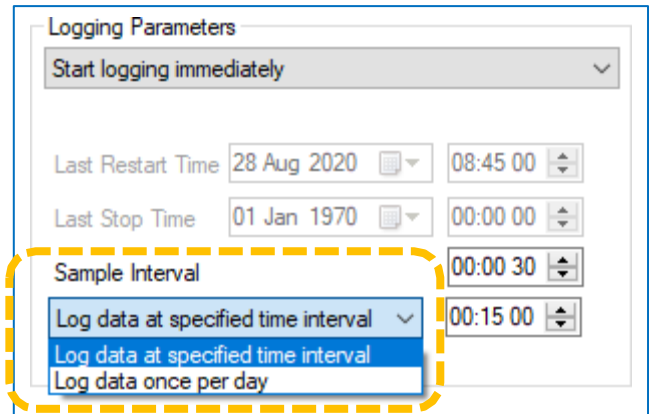 Logging Parameters
Start logging immediately
Last Restart Time 28 Aug 2020 08:45 00
Last Stop Time 01 Jan 1970 00:00 00
Sample Interval 00:00 30
Log data at specified time interval 00:15 00
Log data at specified time interval
Log data once per day